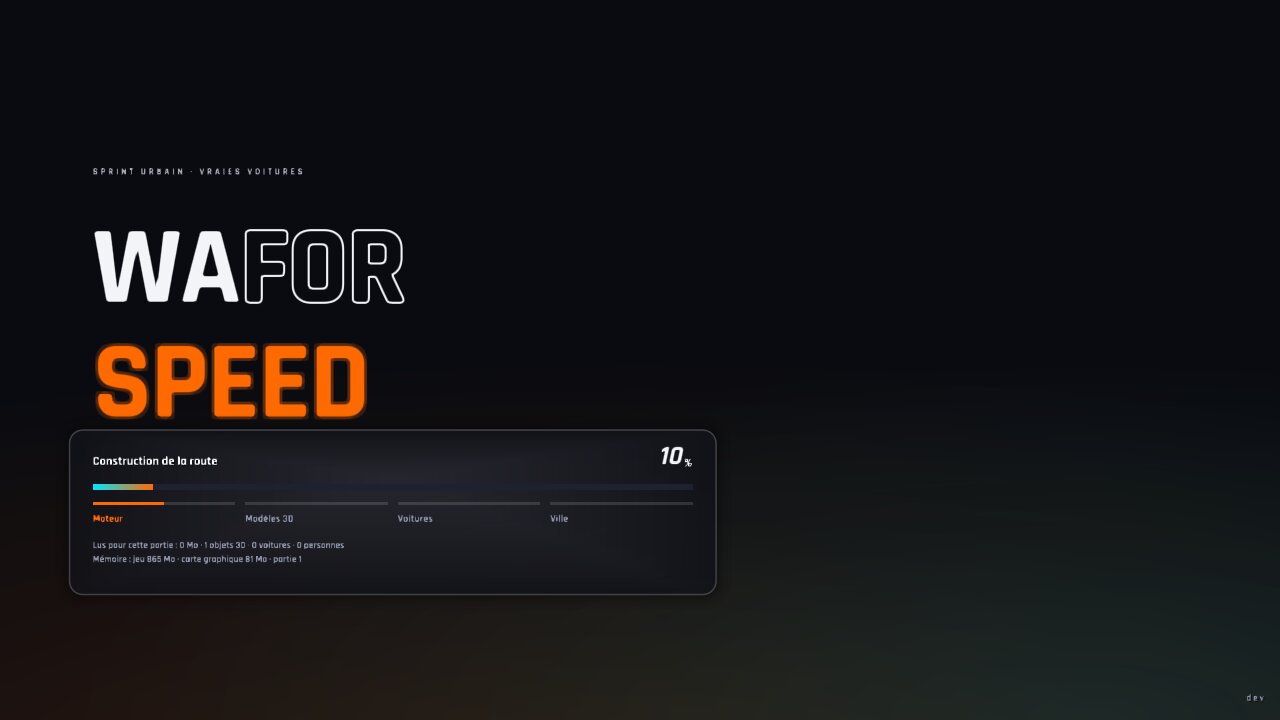 SPRINT URBAIN · VRAIES VOITURES
WAFOR
SPEED
Construction de la route
10 %
Moteur
Modèles 3D
Voitures
Ville
Lus pour cette partie : 0 Mo · 1 objets 3D · 0 voitures · 0 personnes
Mémoire : jeu 865 Mo · carte graphique 81 Mo · partie 1
dev